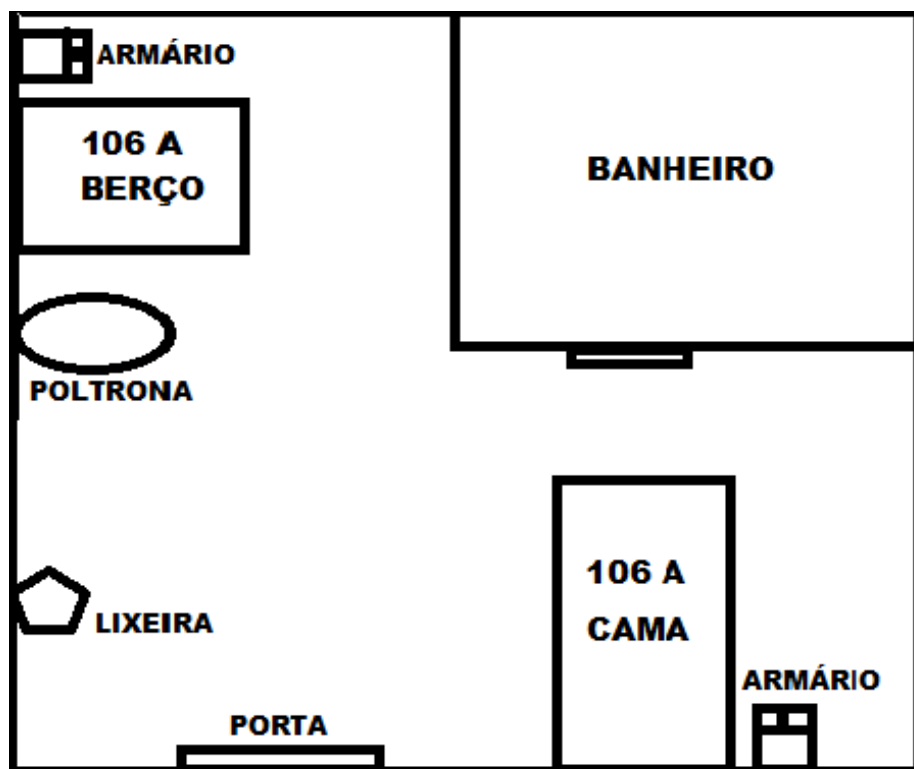 ARMÁRIO
106 A
BERÇO
BANHEIRO
POLTRONA
106 A
CAMA
LIXEIRA
ARMÁRIO
PORTA